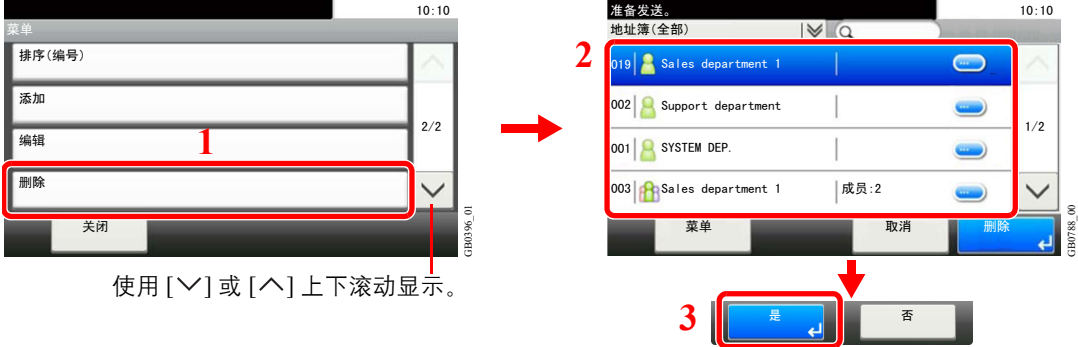 10:10
菜单
排序(编号)
添加
编辑
删除
1
2/2
关闭
GB0396_01
使用 [﹀] 或 [︿] 上下滚动显示。
准备发送。
10:10
地址簿(全部)
2
019 Sales department 1
002 Support department
001 SYSTEM DEP.
003 Sales department 1 成员:2
1/2
菜单
取消
删除
GB0788_00
3
是
否